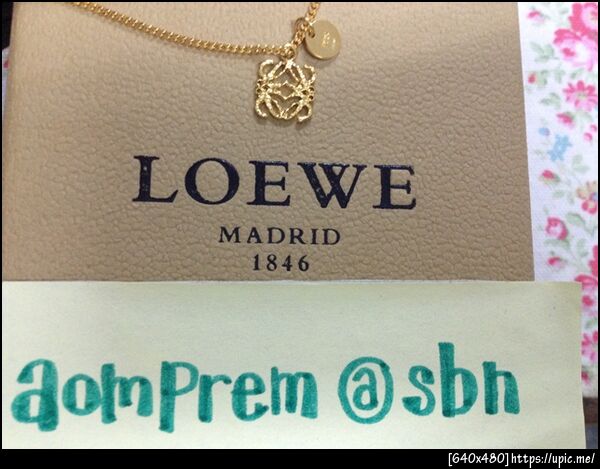 LOEWE
MADRID
1846
aomprem @sbn
[640x480]https://upic.me/